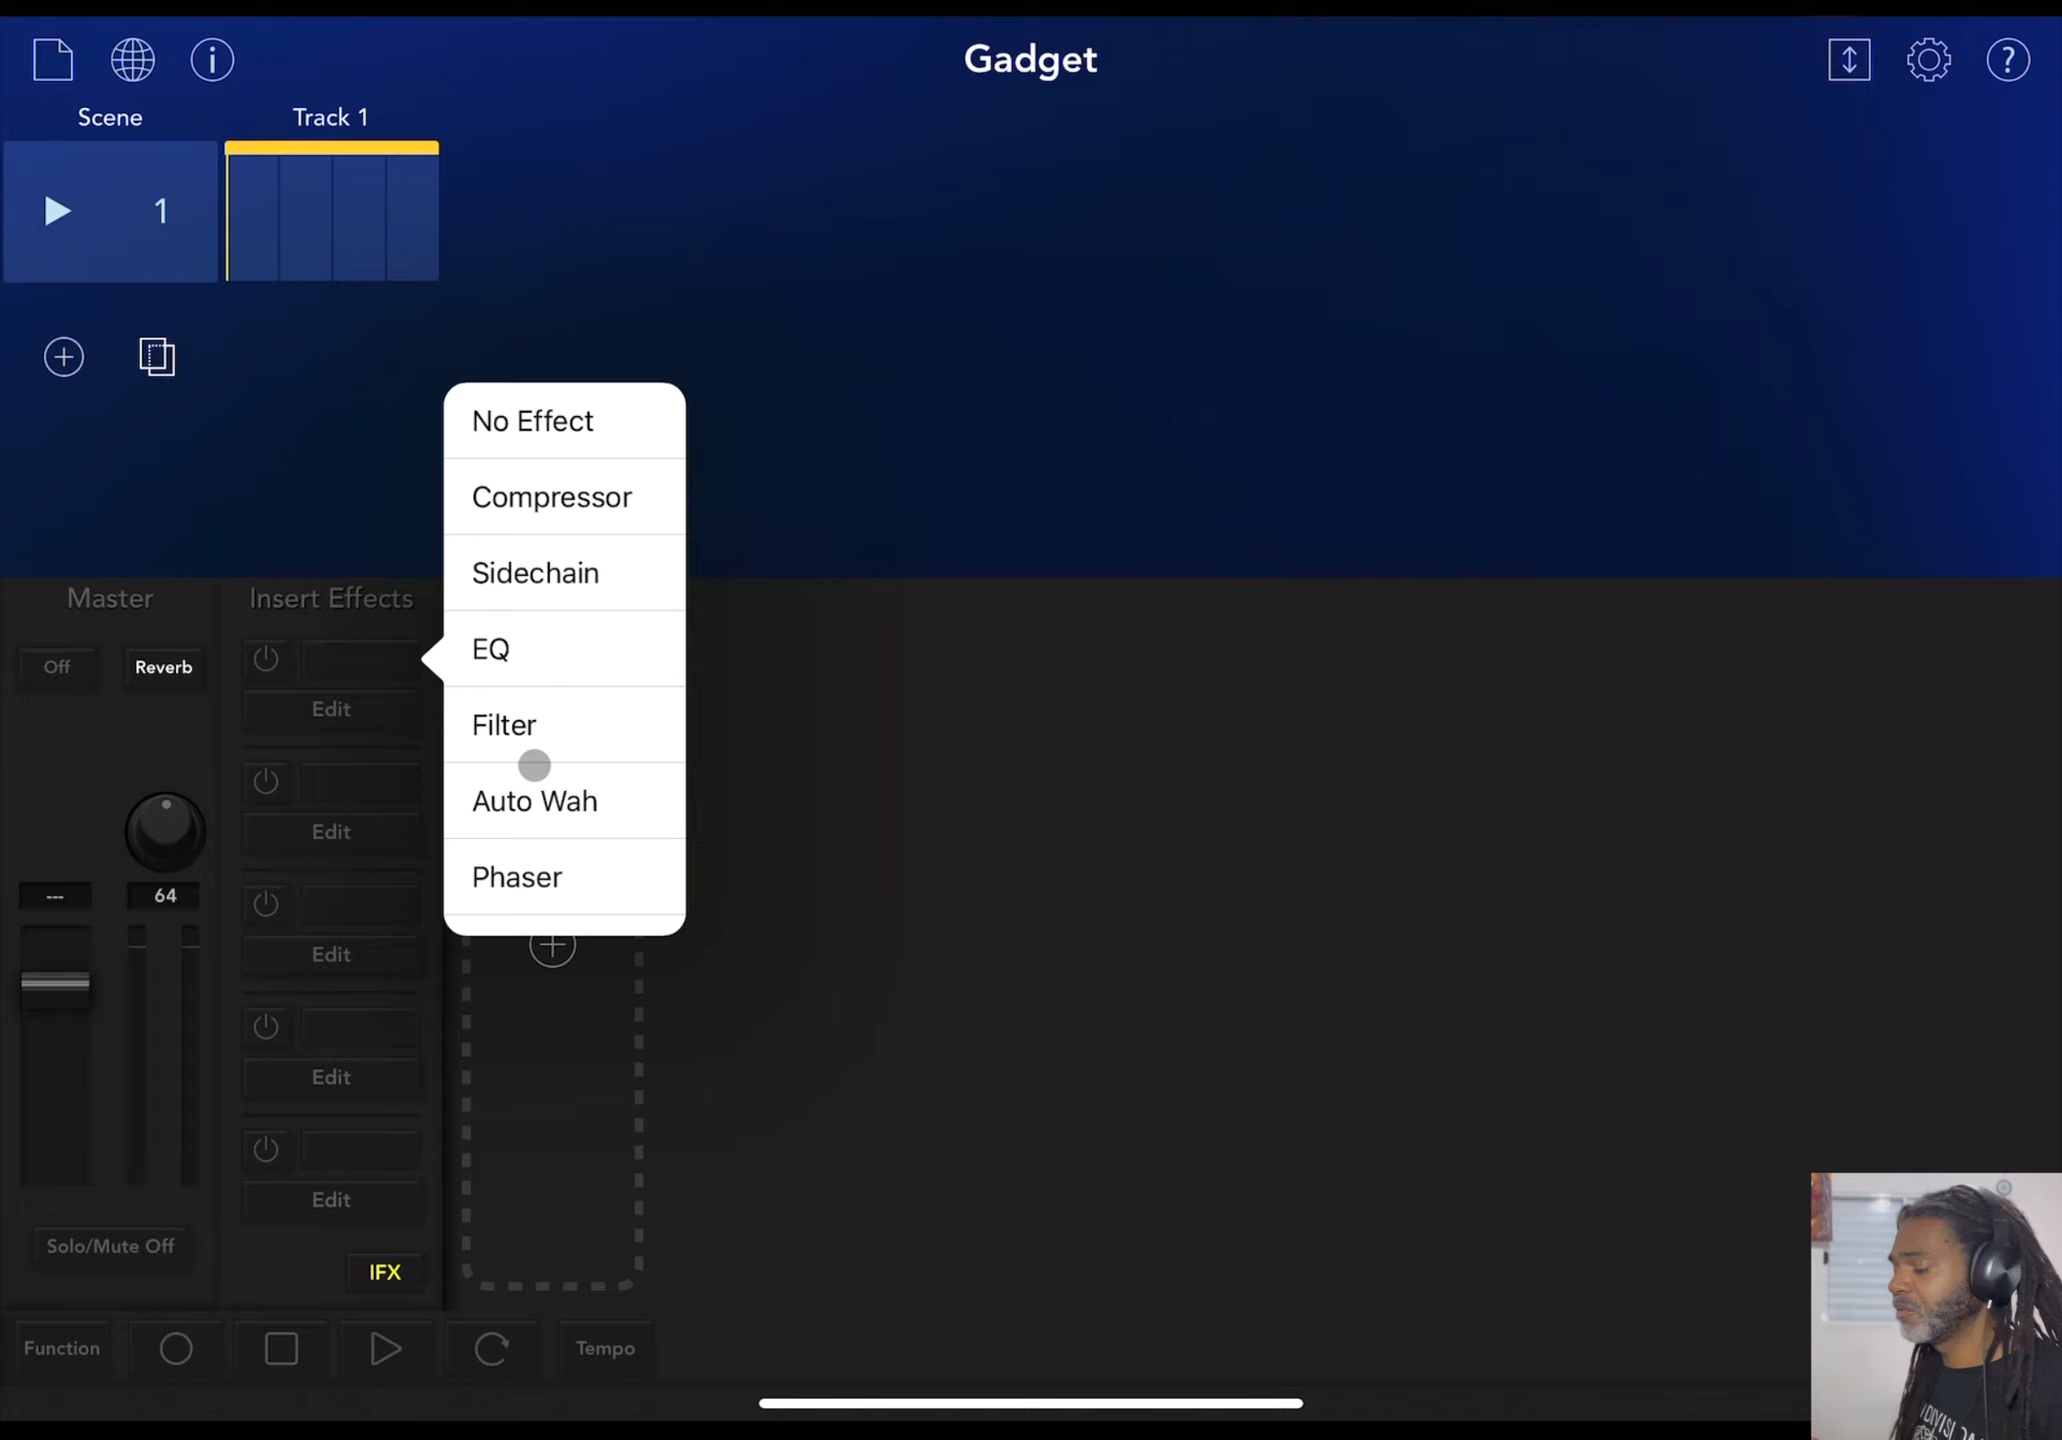 Gadget
Scene
Track 1
1
No Effect
Compressor
Sidechain
EQ
Filter
Auto Wah
Phaser
Master
Insert Effects
Off
Reverb
Edit
Edit
---
64
Edit
Edit
Edit
Solo/Mute Off
IFX
Function
Tempo